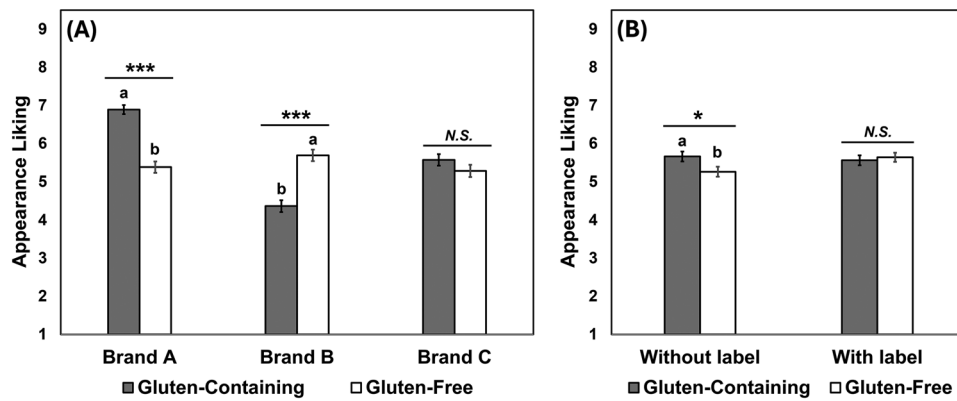 (A)
Appearance Liking
9
8
7
6
5
4
3
2
1
***
a
b
***
b
a
N.S.
Brand A Brand B Brand C
Gluten-Containing Gluten-Free
(B)
Appearance Liking
9
8
7
6
5
4
3
2
1
*
a
b
N.S.
Without label With label
Gluten-Containing Gluten-Free